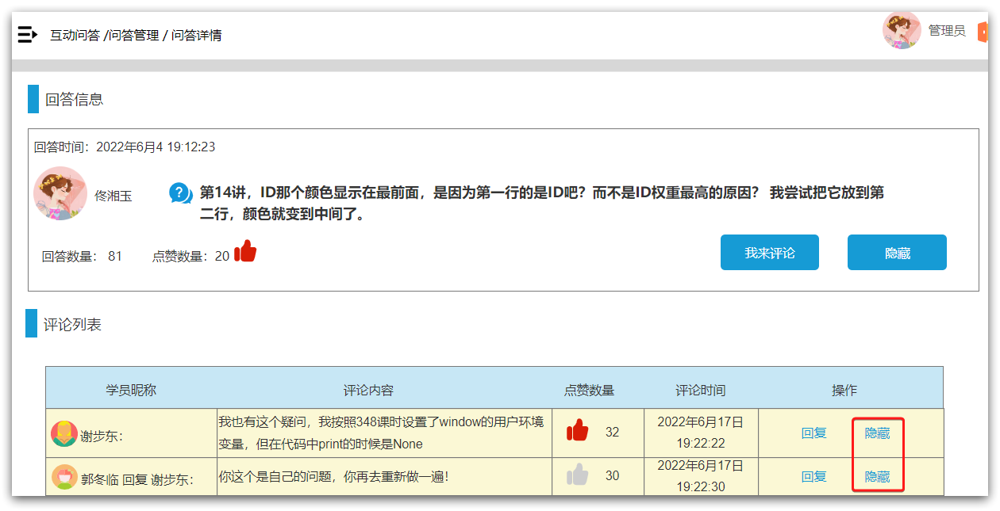 互动问答 /问答管理 / 问答详情
管理员
回答信息
回答时间：2022年6月4 19:12:23
佟湘玉
第14讲，ID那个颜色显示在最前面，是因为第一行的是ID吧？而不是ID权重最高的原因？ 我尝试把它放到第
二行，颜色就变到中间了。
回答数量： 81 点赞数量：20
我来评论 隐藏
评论列表
学员昵称 评论内容 点赞数量 评论时间 操作
谢步东：
我也有这个疑问，我按照348课时设置了window的用户环境
变量，但在代码中print的时候是None
32
2022年6月17日
19:22:22
回复 隐藏
郭冬临 回复 谢步东：
你这个是自己的问题，你再去重新做一遍！
30
2022年6月17日
19:22:30
回复 隐藏